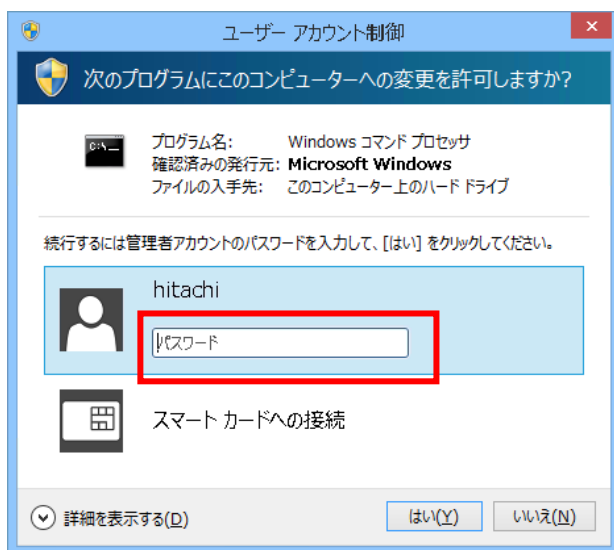 ユーザー アカウント制御
次のプログラムにこのコンピューターへの変更を許可しますか?
C:\_
プログラム名: Windows コマンド プロセッサ
確認済みの発行元: Microsoft Windows
ファイルの入手先: このコンピューター上のハード ドライブ
続行するには管理者アカウントのパスワードを入力して、[はい] をクリックしてください。
hitachi
パスワード
スマート カードへの接続
詳細を表示する(D) はい(Y) いいえ(N)